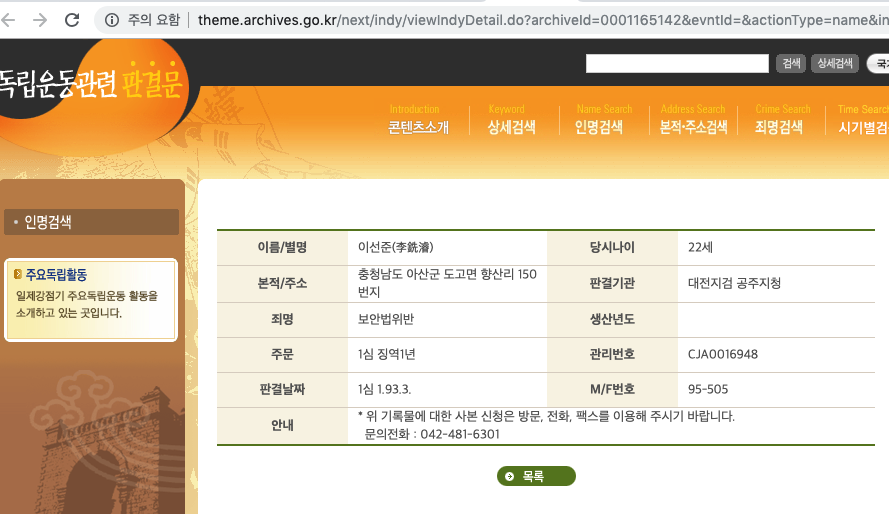 주의 요함
theme.archives.go.kr/next/indy/viewIndyDetail.do?archiveId=0001165142&evntId=&actionType=name&in
독립운동관련 판결문
검색 상세검색 국
Introduction Keyword Name Search Address Search Crime Search Time Searc
콘텐츠소개 상세검색 인명검색 본적·주소검색 죄명검색 시기별검
인명검색
주요독립활동
일제강점기 주요독립운동 활동을
소개하고 있는 곳입니다.
이름/별명 이선준(李銑濬) 당시나이 22세
본적/주소 충청남도 아산군 도고면 향산리 150
번지 판결기관 대전지검 공주지청
죄명 보안법위반 생산년도
주문 1심 징역1년 관리번호 CJA0016948
판결날짜 1심 1.93.3. M/F번호 95-505
안내 * 위 기록물에 대한 사본 신청은 방문, 전화, 팩스를 이용해 주시기 바랍니다.
문의전화 : 042-481-6301
목록